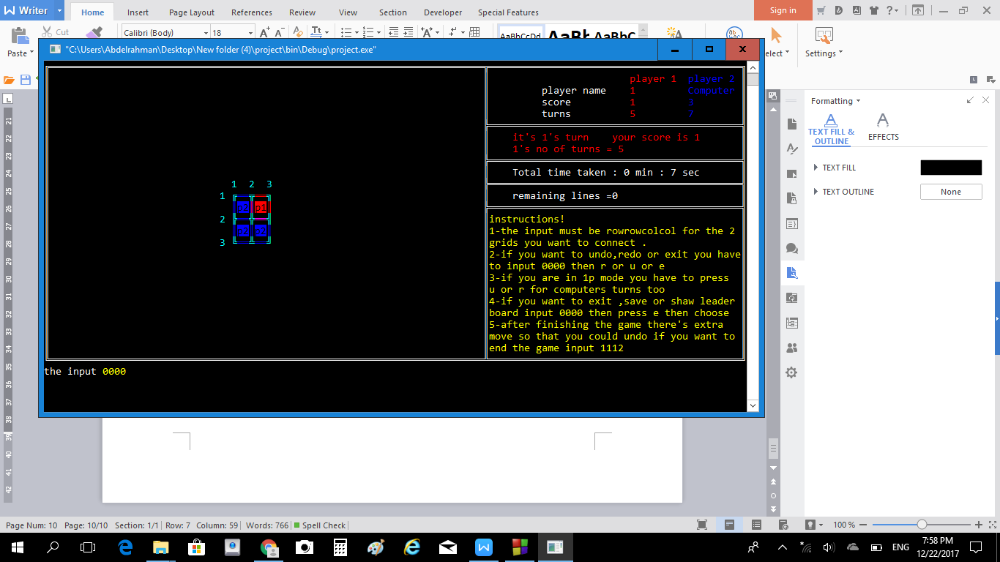 Writer
Home
Insert
Page Layout
References
Review
View
Section
Developer
Special Features
Sign in
Paste
Cut
Calibri (Body)
18
AaBbCcDd
AaBbC
elect
Settings
"C:\Users\Abdelrahman\Desktop\New folder (4)\project\bin\Debug\project.exe"
player 1 player 2
player name 1 Computer
score 1 3
turns 5 7
it's 1's turn your score is 1
1's no of turns = 5
Total time taken : 0 min : 7 sec
remaining lines =0
instructions!
1-the input must be rowrowcolcol for the 2
grids you want to connect .
2-if you want to undo,redo or exit you have
to input 0000 then r or u or e
3-if you are in 1p mode you have to press
u or r for computers turns too
4-if you want to exit ,save or shaw leader
board input 0000 then press e then choose
5-after finishing the game there's extra
move so that you could undo if you want to
end the game input 1112
1 2 3
1
p2 p1
2
p2 p2
3
the input 0000
Formatting
TEXT FILL &
OUTLINE
EFFECTS
TEXT FILL
TEXT OUTLINE
None
21
22
23
24
25
26
27
28
29
30
31
32
33
34
35
36
37
38
39
40
41
42
Page Num: 10 Page: 10/10 Section: 1/1 Row: 7 Column: 59 Words: 766 Spell Check
100 %
ENG
7:58 PM
12/22/2017